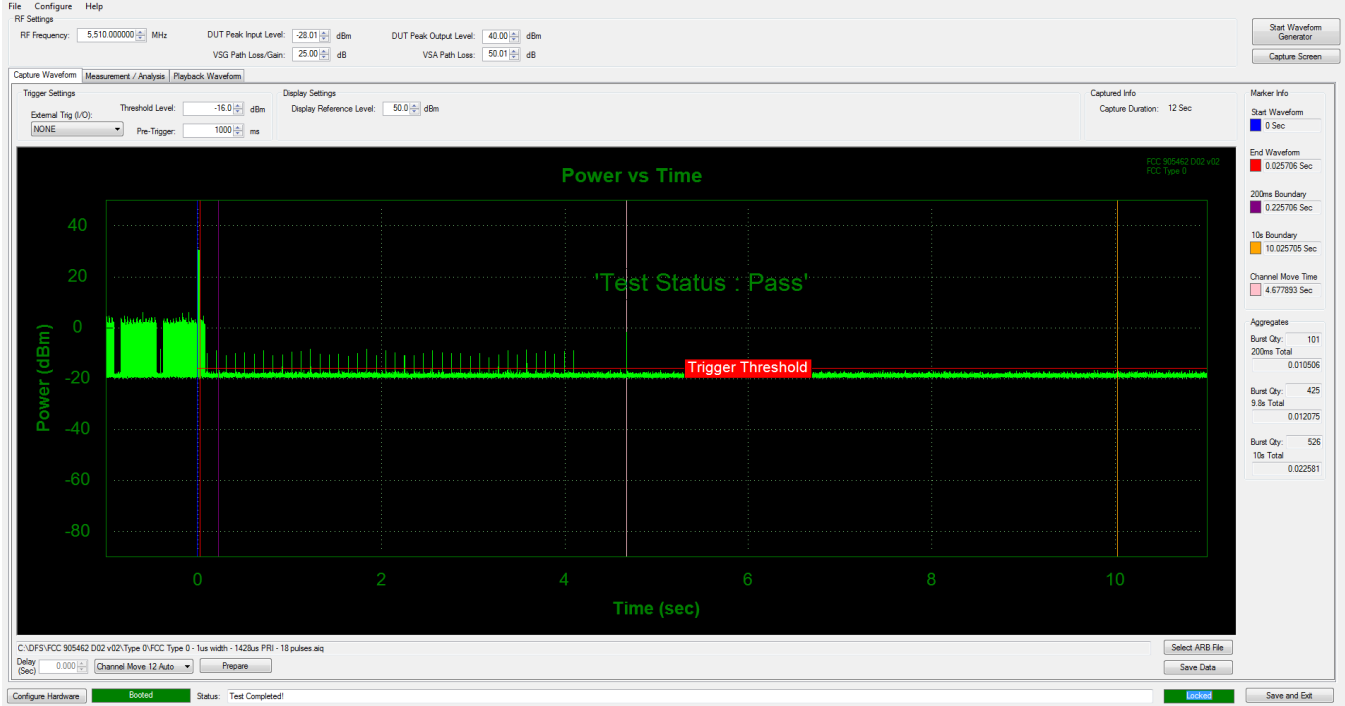 File Configure Help
RF Settings
RF Frequency: 5,510.000000 MHz DUT Peak Input Level: -28.01 dBm DUT Peak Output Level: 40.00 dBm
VSG Path Loss/Gain: 25.00 dB VSA Path Loss: 50.01 dB
Start Waveform
Generator
Capture Screen
Capture Waveform Measurement / Analysis Playback Waveform
Trigger Settings
Threshold Level: -16.0 dBm
External Trig (I/O):
NONE
Pre-Trigger: 1000 ms
Display Settings
Display Reference Level: 50.0 dBm
Captured Info
Capture Duration: 12 Sec
Marker Info
Start Waveform
0 Sec
End Waveform
0.025706 Sec
200ms Boundary
0.225706 Sec
10s Boundary
10.025705 Sec
Channel Move Time
4.677893 Sec
Aggregates
Burst Qty: 101
200ms Total
0.010506
Burst Qty: 425
9.8s Total
0.012075
Burst Qty: 526
10s Total
0.022581
FCC 905462 D02 v02
FCC Type 0
Power vs Time
'Test Status : Pass'
Trigger Threshold
Power (dBm)
40
20
0
-20
-40
-60
-80
0 2 4 6 8 10
Time (sec)
C:\DFS\FCC 905462 D02 v02\Type 0\FCC Type 0 - 1us width - 1428us PRI - 18 pulses.aiq
Select ARB File
Delay
(Sec) 0.000 Channel Move 12 Auto Prepare
Save Data
Configure Hardware Booted Status: Test Completed! Locked Save and Exit